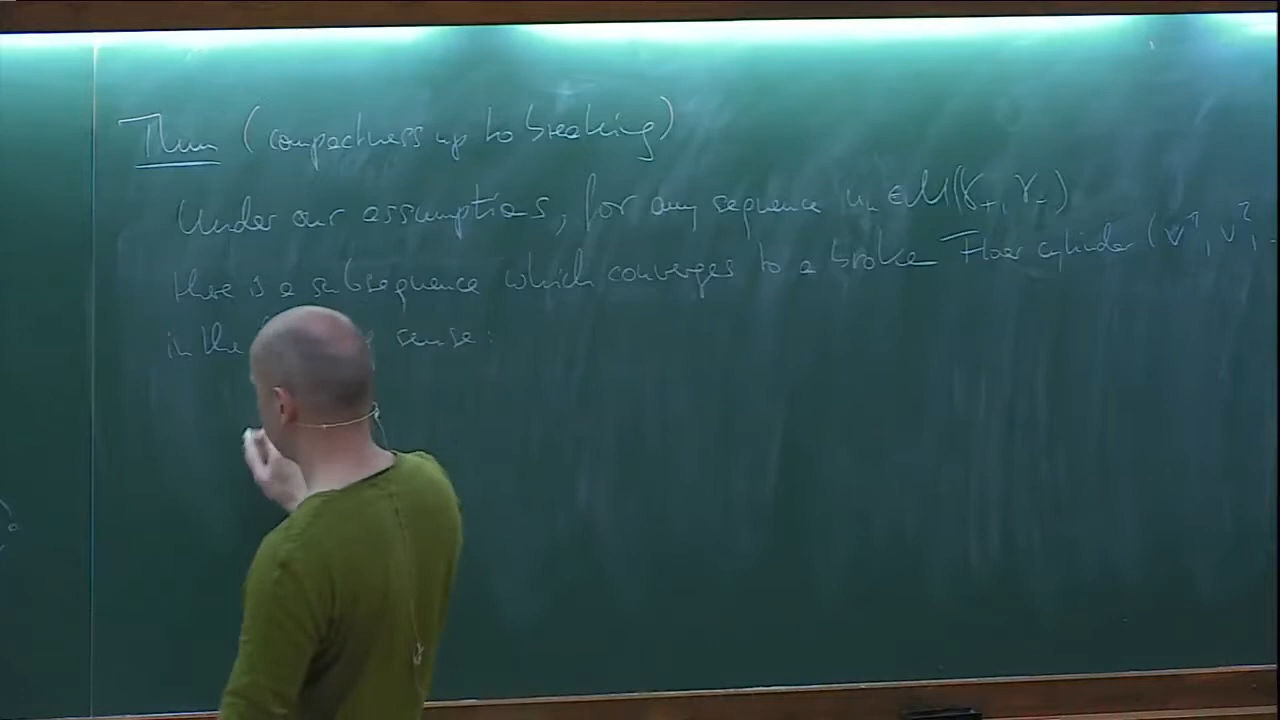 Thm (compactness up to breaking)
Under our assumptions, for any sequence uₙ ∈ M(γ₊, γ₋)
there is a subsequence which converges to a broke Floer cylinder (v¹, v²,
in the sense: